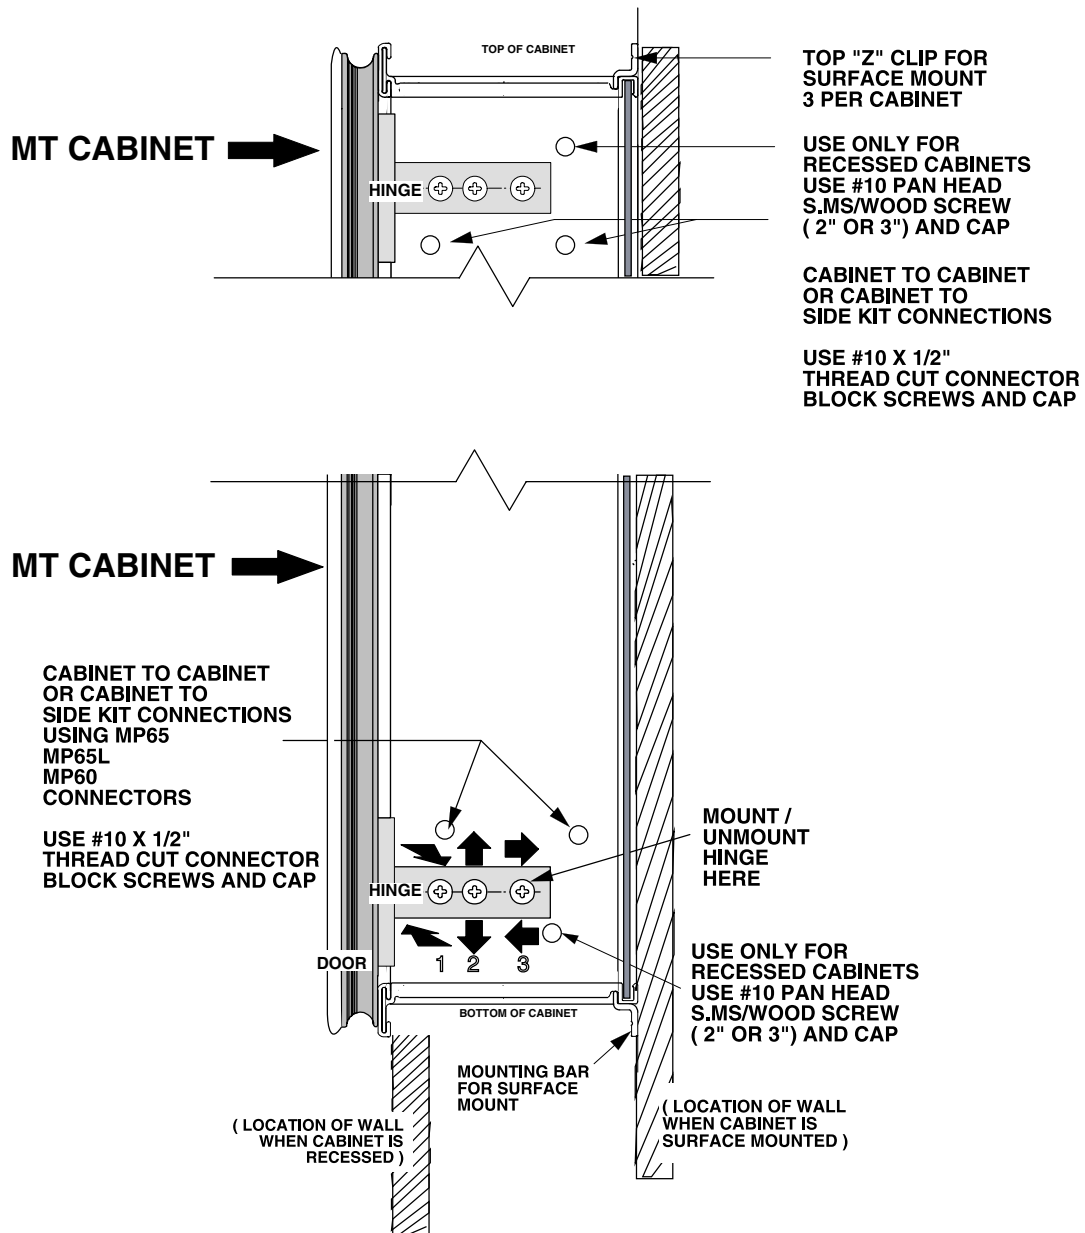 TOP OF CABINET
TOP "Z" CLIP FOR
SURFACE MOUNT
3 PER CABINET
MT CABINET
USE ONLY FOR
RECESSED CABINETS
USE #10 PAN HEAD
S.MS/WOOD SCREW
( 2" OR 3") AND CAP
HINGE
CABINET TO CABINET
OR CABINET TO
SIDE KIT CONNECTIONS
USE #10 X 1/2"
THREAD CUT CONNECTOR
BLOCK SCREWS AND CAP
MT CABINET
CABINET TO CABINET
OR CABINET TO
SIDE KIT CONNECTIONS
USING MP65
MP65L
MP60
CONNECTORS
USE #10 X 1/2"
THREAD CUT CONNECTOR
BLOCK SCREWS AND CAP
MOUNT /
UNMOUNT
HINGE
HERE
HINGE
DOOR
1 2 3
USE ONLY FOR
RECESSED CABINETS
USE #10 PAN HEAD
S.MS/WOOD SCREW
( 2" OR 3") AND CAP
BOTTOM OF CABINET
MOUNTING BAR
FOR SURFACE
MOUNT
( LOCATION OF WALL
WHEN CABINET IS
RECESSED )
( LOCATION OF WALL
WHEN CABINET IS
SURFACE MOUNTED )